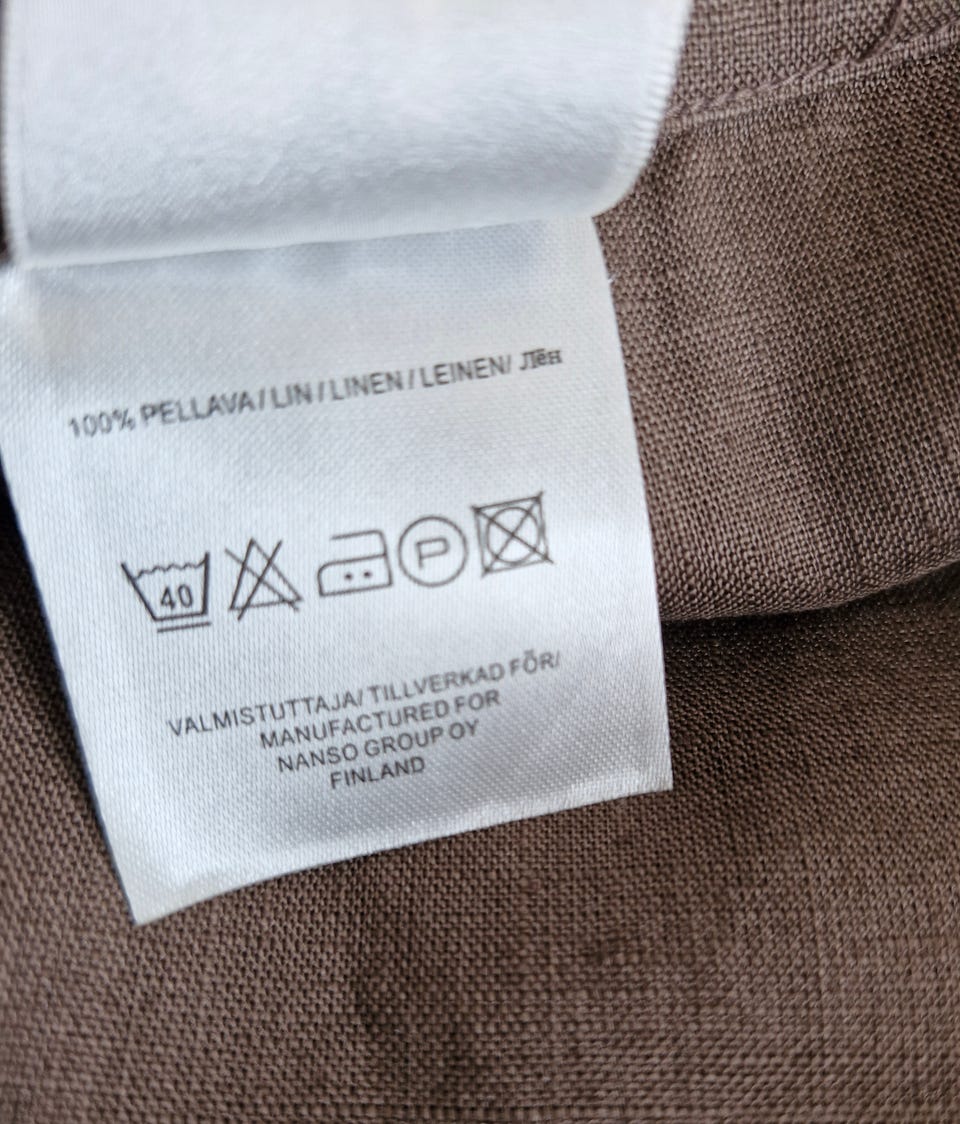 100% PELLAVA/ LIN / LINEN / LEINEN/ Лён
40
P
VALMISTUTTAJA/ TILLVERKAD FÖR/
MANUFACTURED FOR
NANSO GROUP OY
FINLAND